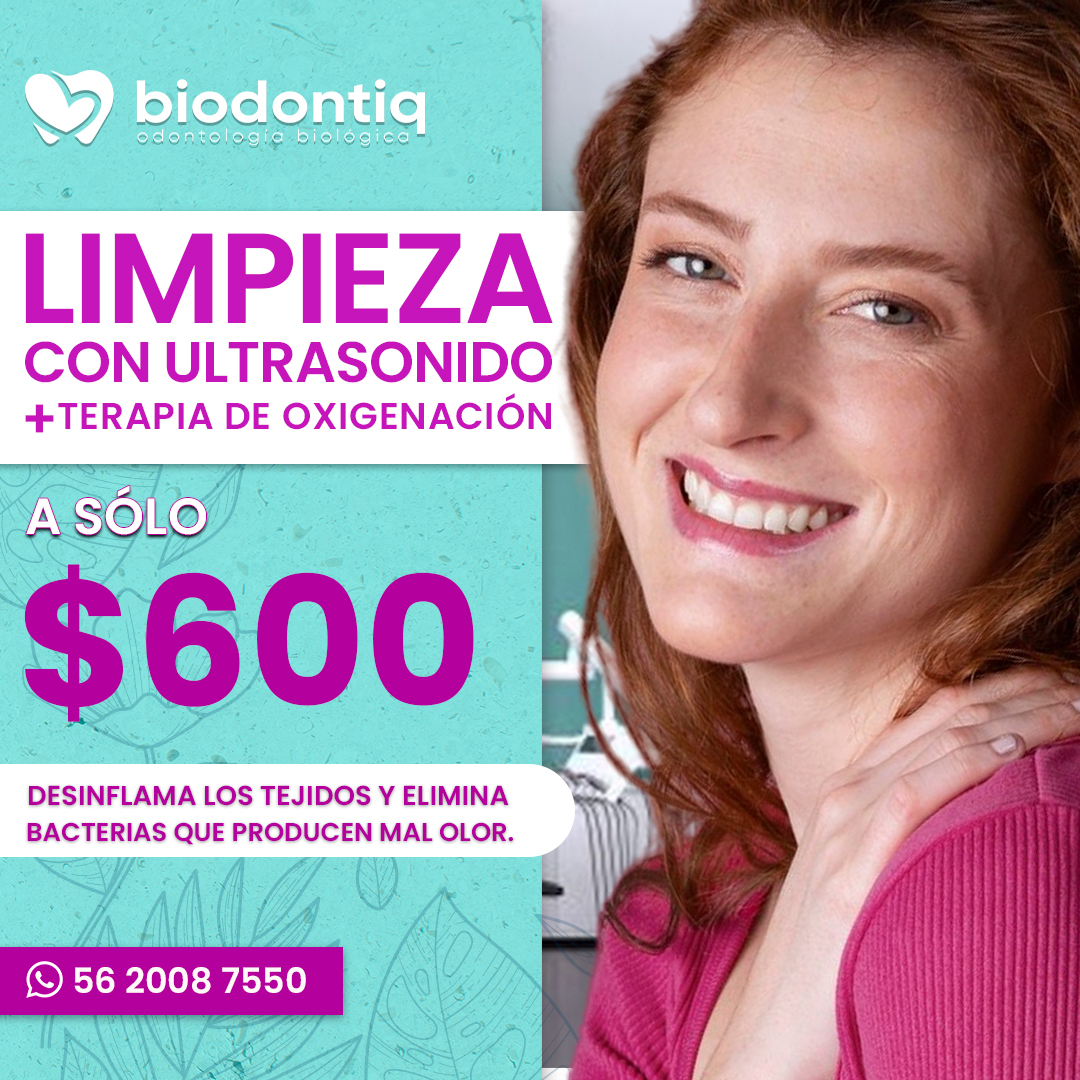 biodontiq
odontología biológica
LIMPIEZA
CON ULTRASONIDO
+TERAPIA DE OXIGENACIÓN
A SÓLO
$600
DESINFLAMA LOS TEJIDOS Y ELIMINA
BACTERIAS QUE PRODUCEN MAL OLOR.
56 2008 7550